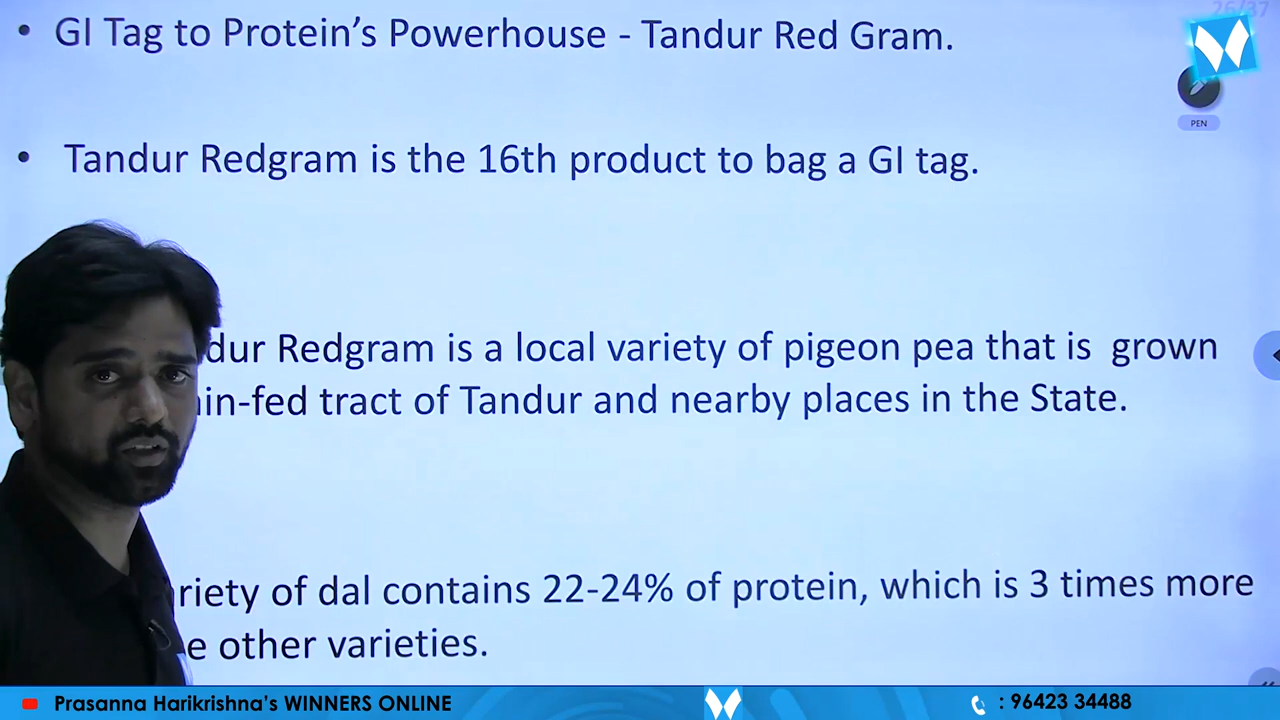 26/37
• GI Tag to Protein’s Powerhouse - Tandur Red Gram.
PEN
• Tandur Redgram is the 16th product to bag a GI tag.
dur Redgram is a local variety of pigeon pea that is grown
in-fed tract of Tandur and nearby places in the State.
riety of dal contains 22-24% of protein, which is 3 times more
e other varieties.
Prasanna Harikrishna’s WINNERS ONLINE
: 96423 34488